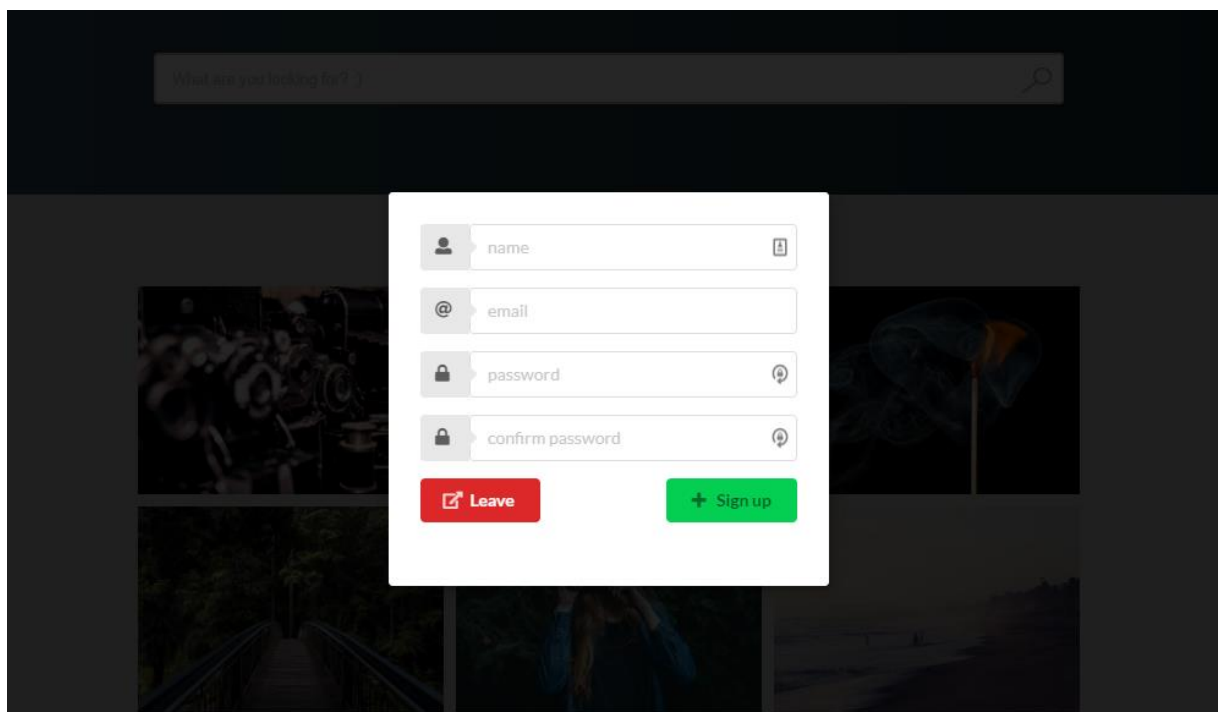 What are you looking for? :)
name
@ email
password
confirm password
Leave
+ Sign up